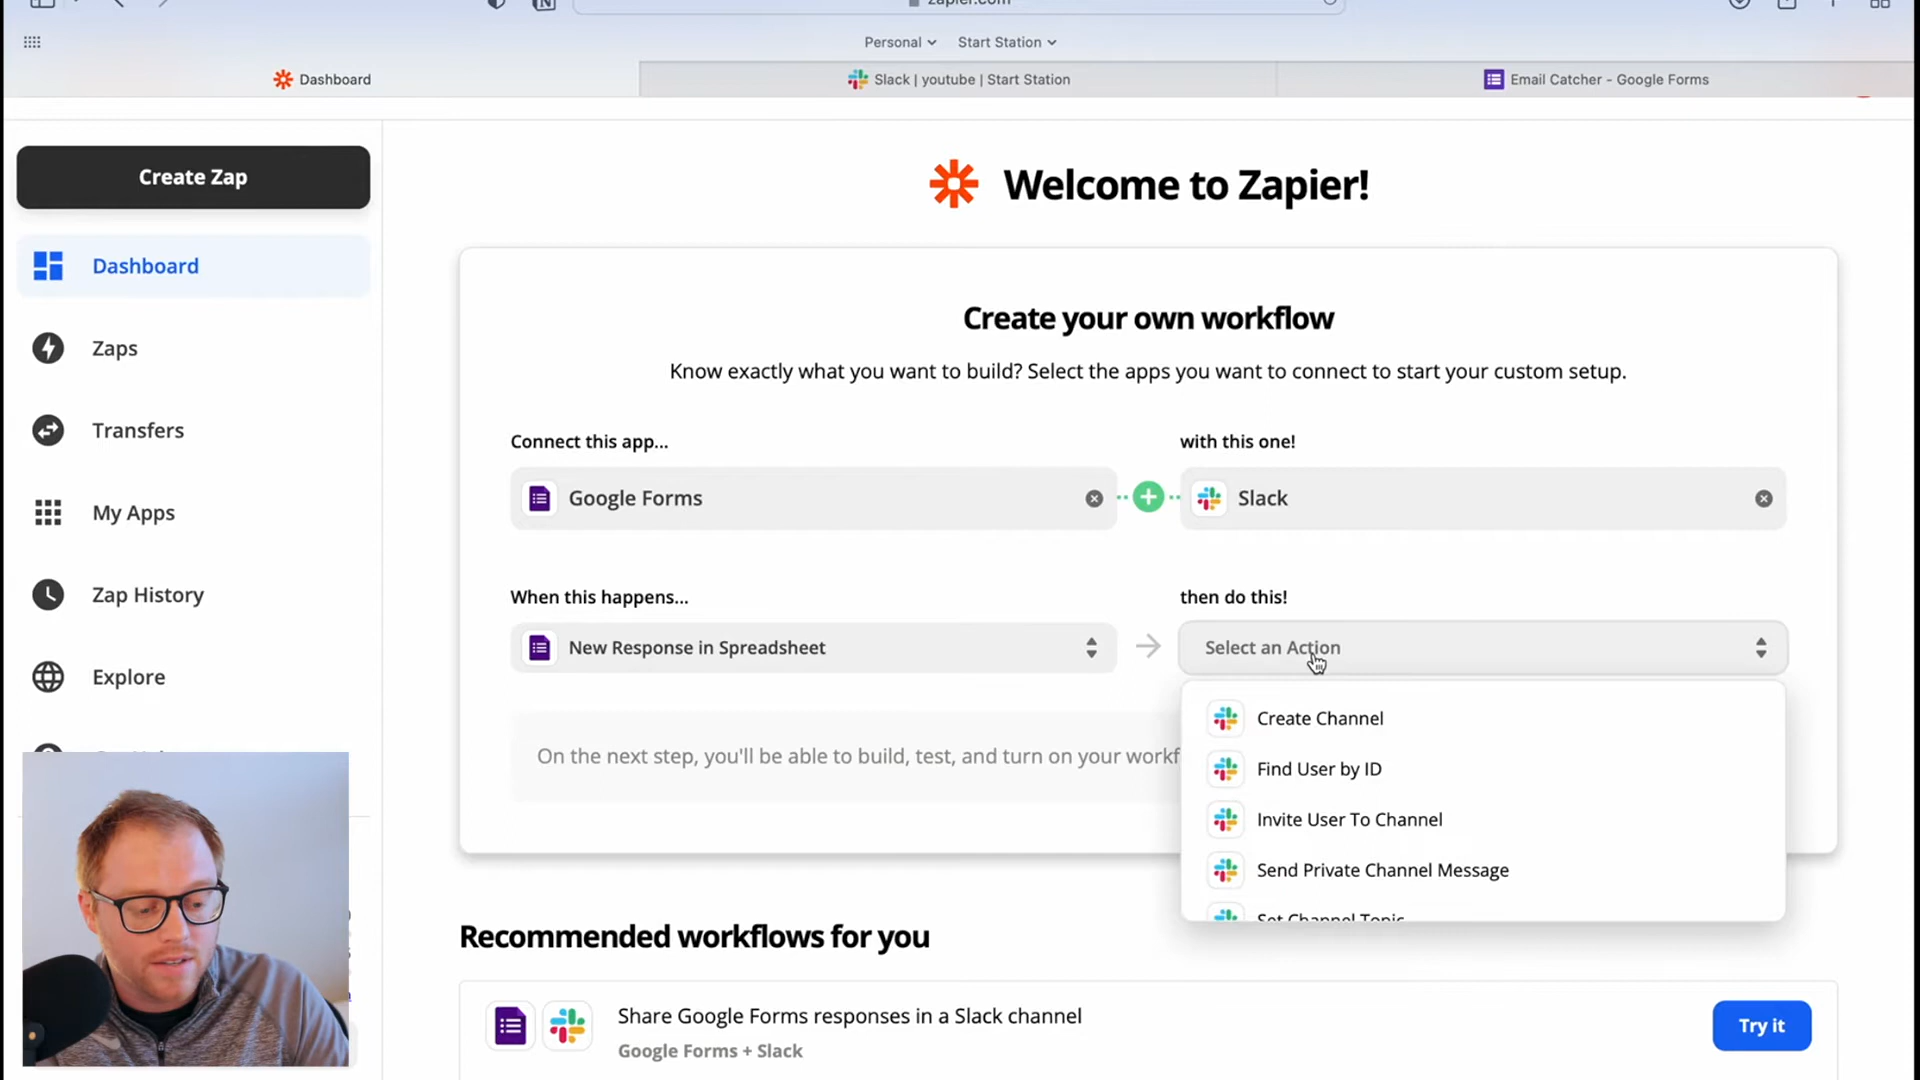 zapier.com
Personal
Start Station
Dashboard
Slack | youtube | Start Station
Email Catcher - Google Forms
Create Zap
Dashboard
Zaps
Transfers
My Apps
Zap History
Explore
Welcome to Zapier!
Create your own workflow
Know exactly what you want to build? Select the apps you want to connect to start your custom setup.
Connect this app...
with this one!
Google Forms
Slack
When this happens...
then do this!
New Response in Spreadsheet
Select an Action
On the next step, you'll be able to build, test, and turn on your workf
Create Channel
Find User by ID
Invite User To Channel
Send Private Channel Message
Set Channel Topic
Recommended workflows for you
Share Google Forms responses in a Slack channel
Google Forms + Slack
Try it